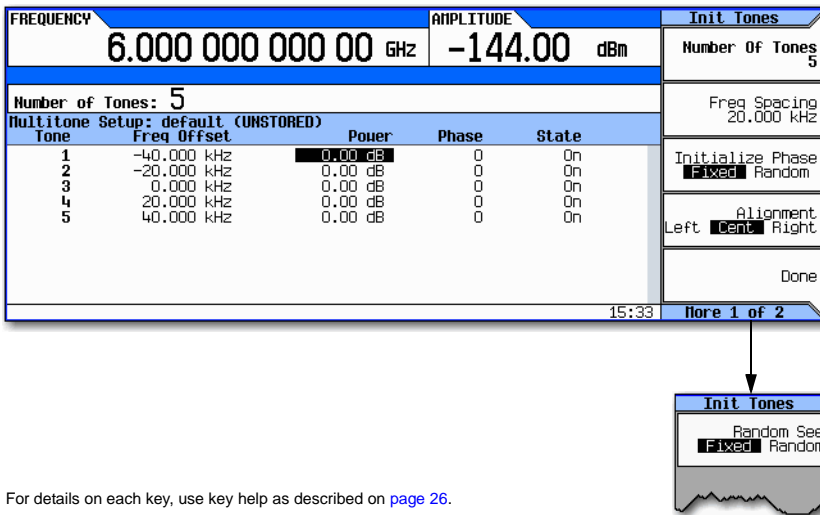 FREQUENCY
6.000 000 000 00 GHz
AMPLITUDE
-144.00 dBm
Number of Tones: 5
Multitone Setup: default (UNSTORED)
Tone Freq Offset Power Phase State
1 -40.000 kHz 0.00 dB 0 On
2 -20.000 kHz 0.00 dB 0 On
3 0.000 kHz 0.00 dB 0 On
4 20.000 kHz 0.00 dB 0 On
5 40.000 kHz 0.00 dB 0 On
15:33
Init Tones
Number Of Tones
5
Freq Spacing
20.000 kHz
Initialize Phase
Fixed Random
Alignment
Left Cent Right
Done
More 1 of 2
Init Tones
Random See
Fixed Random
For details on each key, use key help as described on page 26.